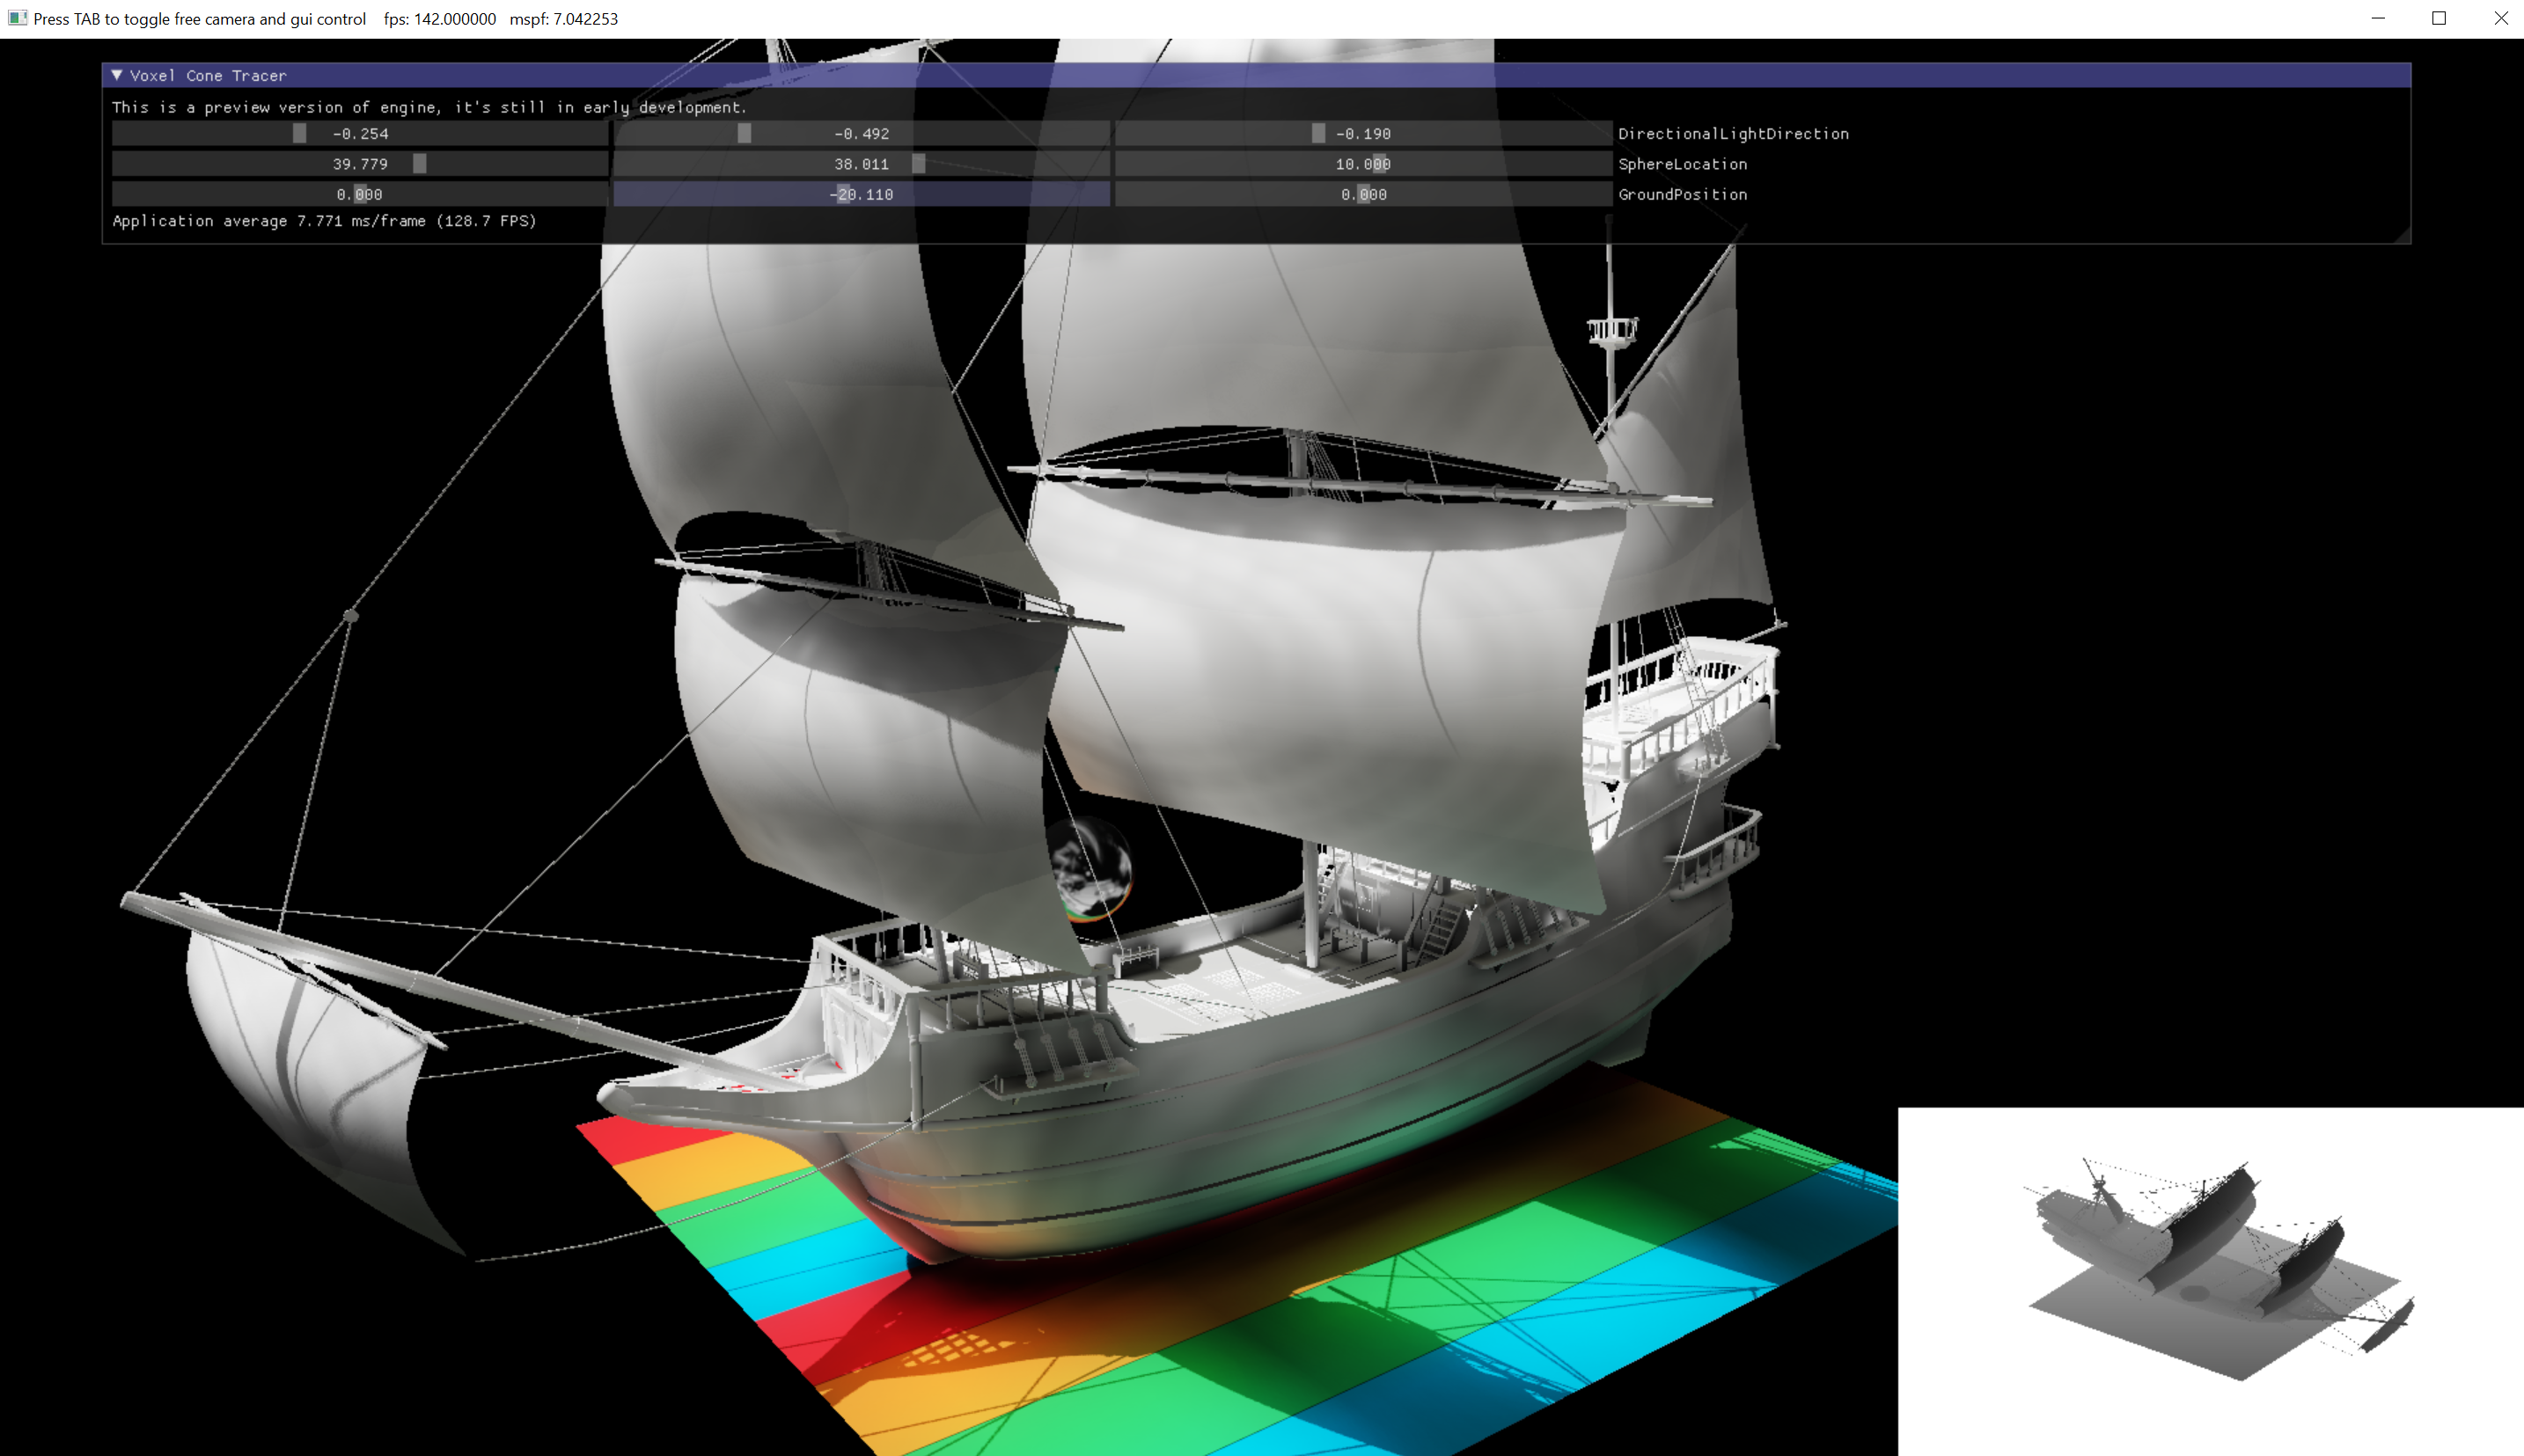 Press TAB to toggle free camera and gui control fps: 142.000000 mspf: 7.042253
Voxel Cone Tracer
This is a preview version of engine, it's still in early development.
-0.254 -0.492 -0.190 DirectionalLightDirection
39.779 38.011 10.000 SphereLocation
0.000 -20.110 0.000 GroundPosition
Application average 7.771 ms/frame (128.7 FPS)